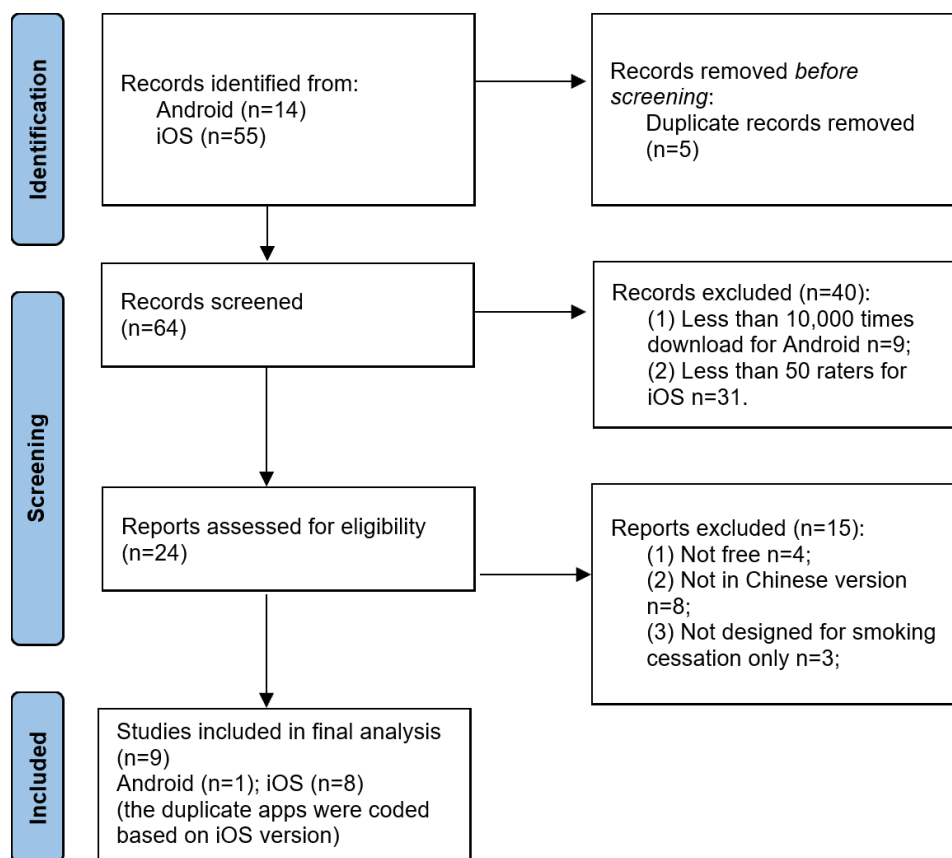 Identification
Records identified from:
Android (n=14)
iOS (n=55)
Records removed before
screening:
Duplicate records removed
(n=5)
Screening
Records screened
(n=64)
Records excluded (n=40):
(1) Less than 10,000 times
download for Android n=9;
(2) Less than 50 raters for
iOS n=31.
Reports assessed for eligibility
(n=24)
Reports excluded (n=15):
(1) Not free n=4;
(2) Not in Chinese version
n=8;
(3) Not designed for smoking
cessation only n=3;
Included
Studies included in final analysis
(n=9)
Android (n=1); iOS (n=8)
(the duplicate apps were coded
based on iOS version)